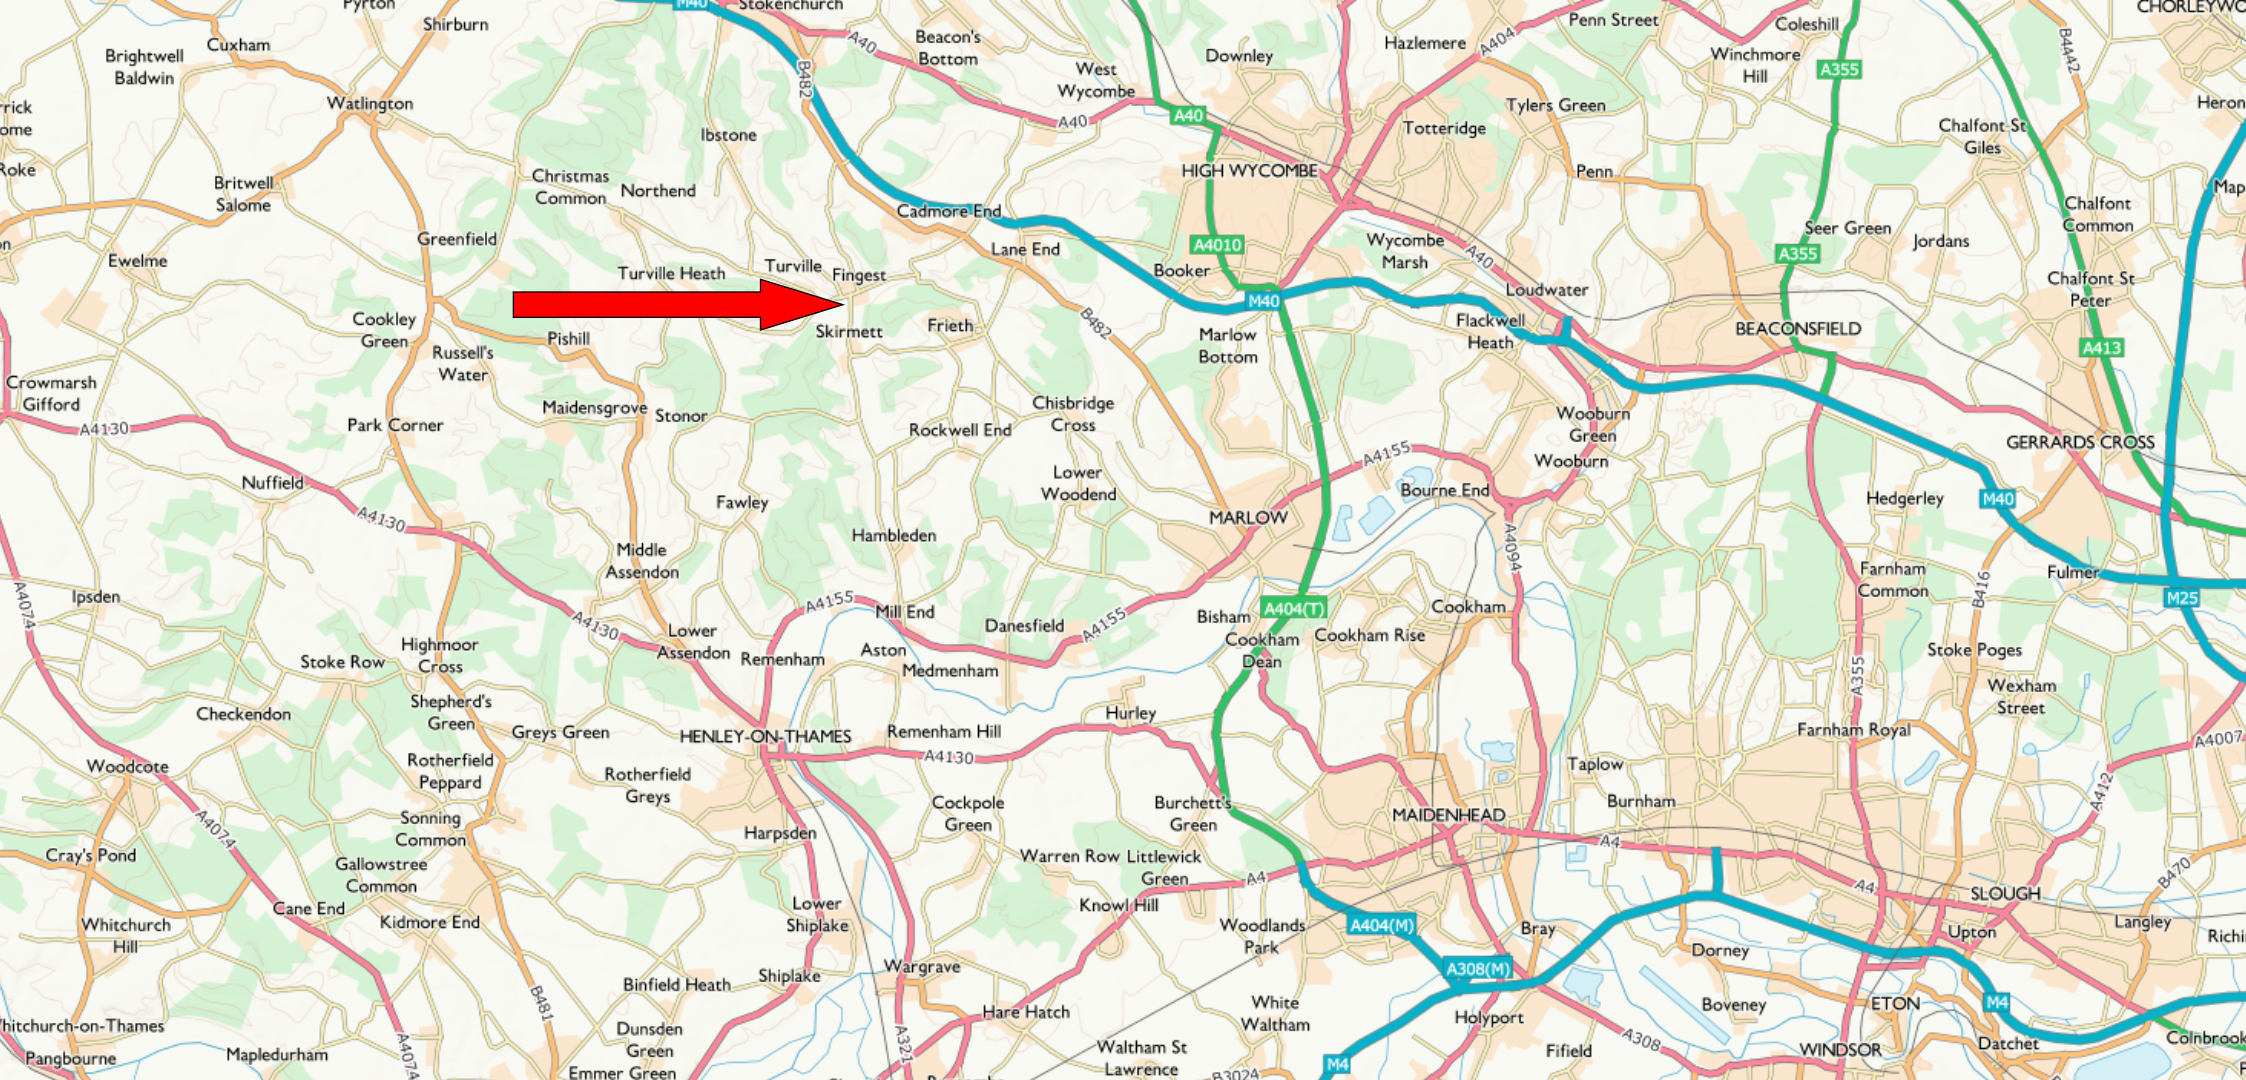 Pyrton
Shirburn
M40
Stokenchurch
A40
Beacon's
Bottom
Cuxham
Brightwell
Baldwin
Watlington
B482
Ibstone
West
Wycombe
A40
Downley
A40
Hazlemere
A404
Penn Street
Coleshill
Winchmore
Hill
A355
B4442
Tylers Green
Totteridge
Chalfont St
Giles
Roke
Britwell
Salome
Christmas
Common
Northend
HIGH WYCOMBE
Penn
Cadmore End
Chalfont
Common
Greenfield
Lane End
A4010
Wycombe
Marsh
A40
A355
Seer Green
Jordans
Ewelme
Turville Heath
Turville
Fingest
Booker
M40
Loudwater
Chalfont St
Peter
Cookley
Green
Pishill
Skirmett
Frieth
B482
Marlow
Bottom
Flackwell
Heath
BEACONSFIELD
A413
Russell's
Water
Crowmarsh
Gifford
A4130
Park Corner
Maidensgrove
Stonor
Chisbridge
Cross
Rockwell End
Wooburn
Green
GERRARDS CROSS
A4155
Wooburn
Nuffield
Fawley
Lower
Woodend
Bourne End
Hedgerley
M40
A4130
MARLOW
Hambleden
A4094
Middle
Assendon
Farnham
Common
Fulmer
B416
M25
A4074
Ipsden
A4155
Mill End
Danesfield
A4155
Bisham
A404(T)
Cookham
Cookham Rise
Cookham
Dean
A4130
Lower
Assendon
Remenham
Aston
Medmenham
Highmoor
Cross
Stoke Row
Stoke Poges
A355
Wexham
Street
Shepherd's
Green
Checkendon
Greys Green
HENLEY-ON-THAMES
Remenham Hill
Hurley
A4130
Farnham Royal
A4007
Woodcote
Rotherfield
Peppard
Rotherfield
Greys
Taplow
A412
Cockpole
Green
Burchett's
Green
Burnham
MAIDENHEAD
A4074
Sonning
Common
Harpsden
A4
Cray's Pond
Gallowstree
Common
Warren Row
Littlewick
Green
A4
A4
SLOUGH
B470
Cane End
Kidmore End
Lower
Shiplake
Knowl Hill
Woodlands
Park
A404(M)
Bray
Whitchurch
Hill
Upton
Langley
Dorney
Binfield Heath
Shiplake
Wargrave
A308(M)
B481
White
Waltham
Hare Hatch
Holyport
Boveney
ETON
M4
Dunsden
Green
Mapledurham
Pangbourne
A4074
A321
Waltham St
Lawrence
M4
Fifield
A308
WINDSOR
Datchet
Colnbrook
Emmer Green